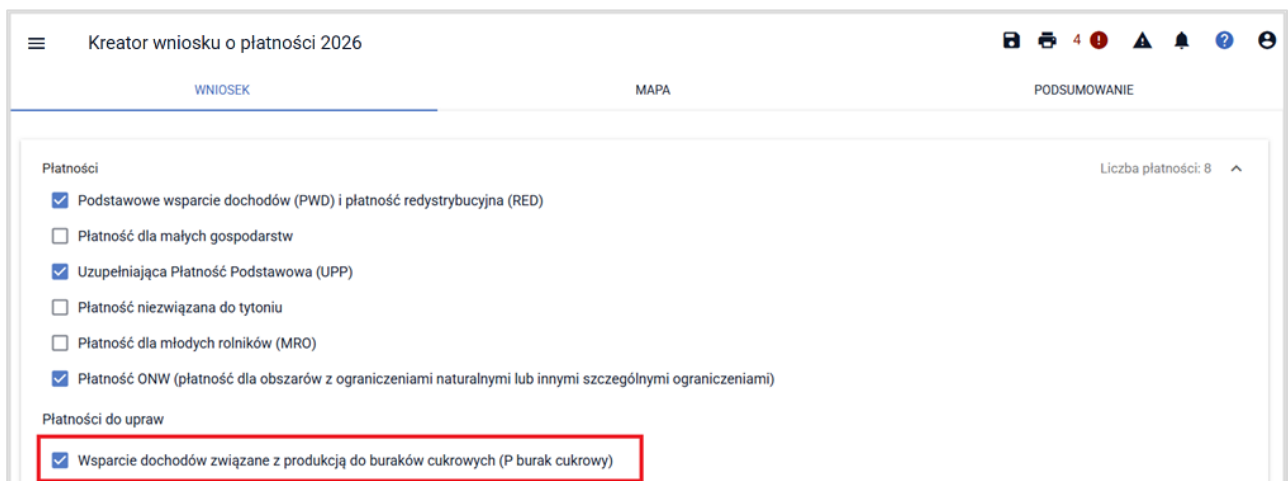 Kreator wniosku o płatności 2026
4
WNIOSEK
MAPA
PODSUMOWANIE
Płatności
Liczba płatności: 8
Podstawowe wsparcie dochodów (PWD) i płatność redystrybucyjna (RED)
Płatność dla małych gospodarstw
Uzupełniająca Płatność Podstawowa (UPP)
Płatność niezwiązana do tytoniu
Płatność dla młodych rolników (MRO)
Płatność ONW (płatność dla obszarów z ograniczeniami naturalnymi lub innymi szczególnymi ograniczeniami)
Płatności do upraw
Wsparcie dochodów związane z produkcją do buraków cukrowych (P burak cukrowy)